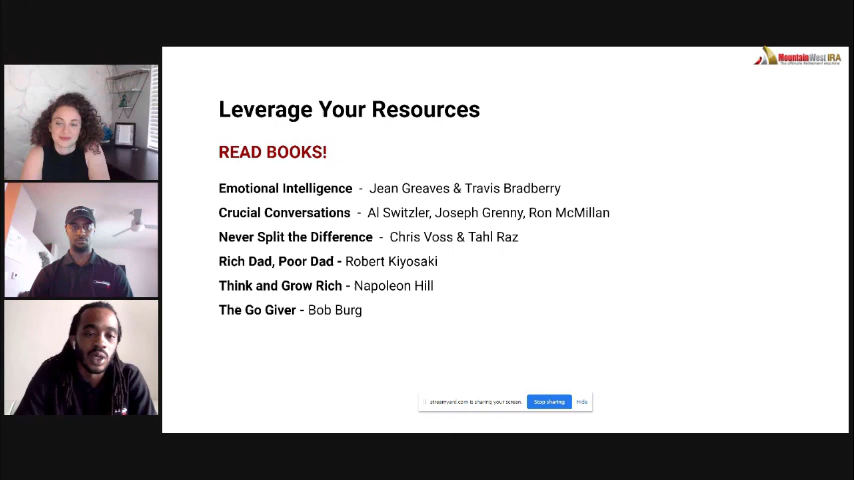 Mountain West IRA
Leverage Your Resources
READ BOOKS!
Emotional Intelligence - Jean Greaves & Travis Bradberry
Crucial Conversations - Al Switzler, Joseph Grenny, Ron McMillan
Never Split the Difference - Chris Voss & Tahl Raz
Rich Dad, Poor Dad - Robert Kiyosaki
Think and Grow Rich - Napoleon Hill
The Go Giver - Bob Burg
streamyard.com is sharing your screen. Stop sharing Hide